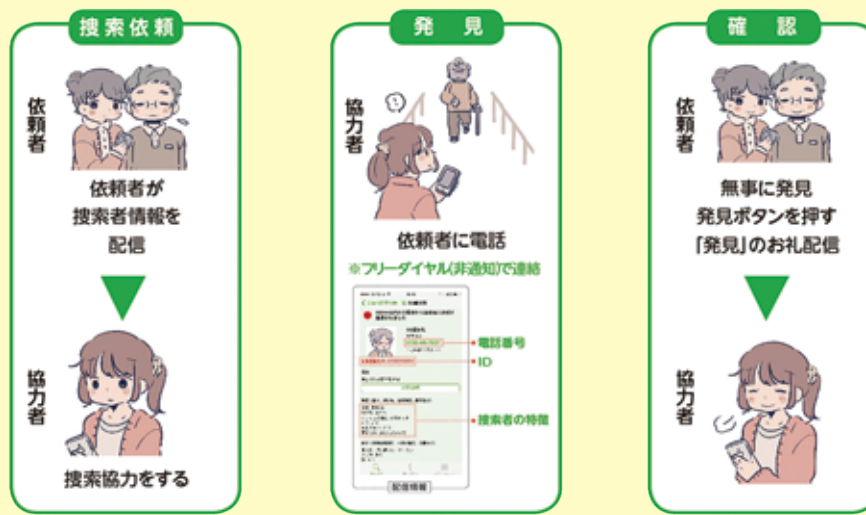 捜索依頼
依頼者
依頼者が
捜索者情報を
配信
協力者
捜索協力をする
発見
協力者
依頼者に電話
※フリーダイヤル(非通知)で連絡
電話番号
ID
捜索者の特徴
配信情報
確認
依頼者
無事に発見
発見ボタンを押す
「発見」のお礼配信
協力者